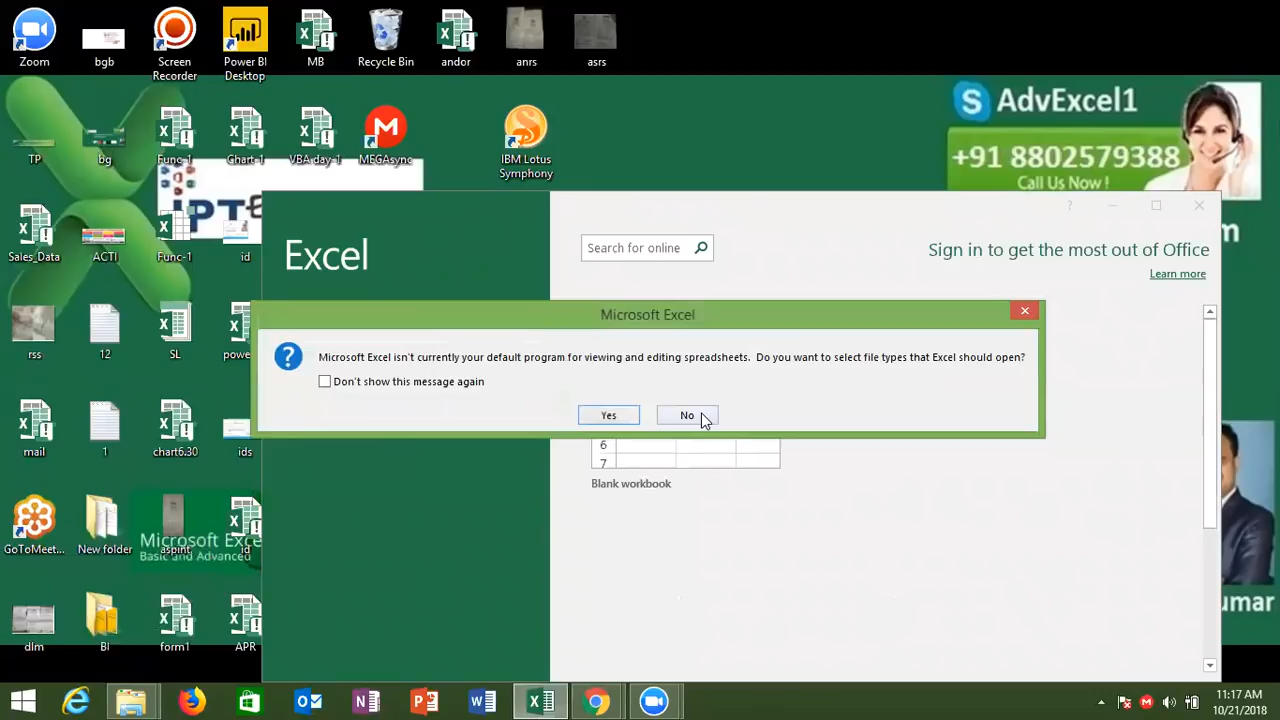 Zoom
bgb
Screen
Recorder
Power BI
Desktop
MB
Recycle Bin
andor
anrs
asrs
AdvExcel1
+91 8802579388
Call Us Now !
TP
bg
Func-1
Chart-1
VBA day-1
MEGAsync
IBM Lotus
Symphony
Sales_Data
ACTI
Func-1
id
Excel
Search for online
Sign in to get the most out of Office
Learn more
Microsoft Excel
Microsoft Excel isn't currently your default program for viewing and editing spreadsheets. Do you want to select file types that Excel should open?
Don't show this message again
Yes
No
rss
12
SL
power
6
7
Blank workbook
mail
1
chart6.30
ids
GoToMeet...
New folder
aspint
id
Microsoft Exce
Basic and Advanced
umar
dlm
BI
form1
APR
11:17 AM
10/21/2018